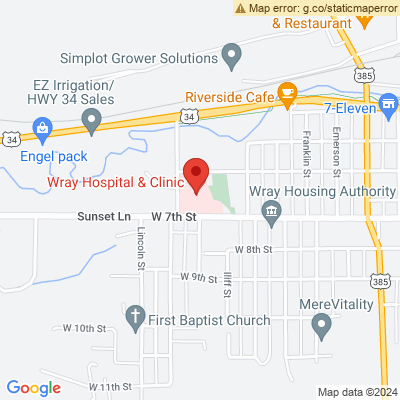 Map error: g.co/staticmaperror
Simplot Grower Solutions
& Restaurant
385
EZ Irrigation/
HWY 34 Sales
Riverside Cafe
7-Eleven
34
34
Engel pack
Franklin St
Emerson St
Wray Hospital & Clinic
Wray Housing Authority
Sunset Ln
W 7th St
Lincoln St
W 8th St
W 9th St
Iliff St
385
MereVitality
First Baptist Church
W 10th St
W 11th St
Google
Map data ©2024